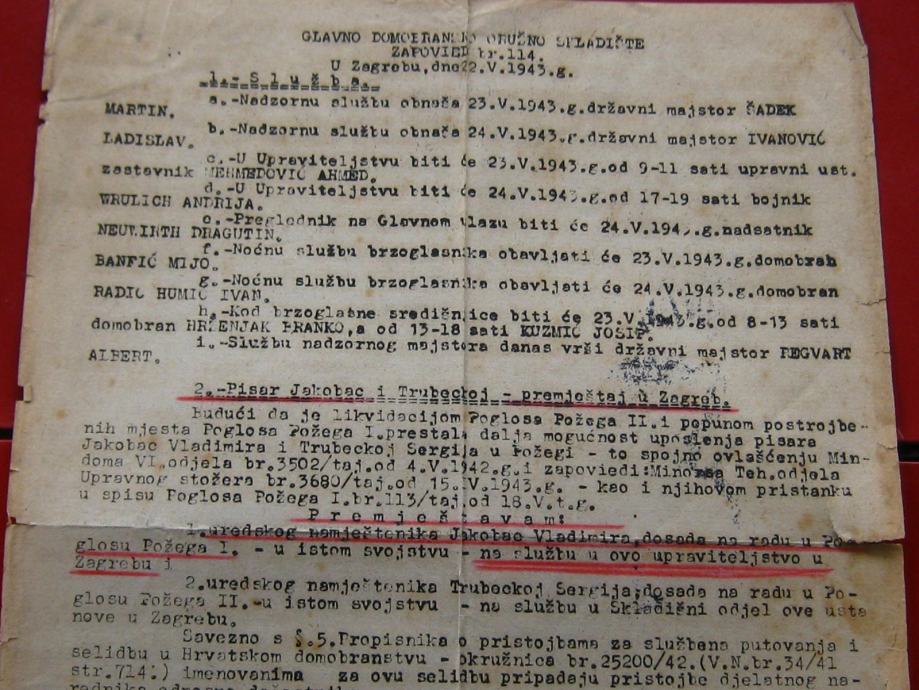 GLAVNO DOMOBRANSKO ORUŽNO SKLADIŠTE
ZAPOVIED br.114.
U Zagrebu,dne22.V.1943.g.
1.-Služba.
a.-Nadzornu službu obnaša 23.V.1943.g.državni majstor ŠADEK
MARTIN.
b.-Nadzornu službu obnaša 24.V.1943.g.državni majstor IVANOVIĆ
LADISLAV.
c.-U Upraviteljstvu biti će 23.V.1943.g.od 9-11 sati upravni ust.
zastavnik MEHMEDOVIĆ AHMED.
d.-U Upraviteljstvu biti će 24.V.1943.g.od 17-19 sati bojnik
WRULICH ANDRIJA.
e.-Preglednik na Glavnom ulazu biti će 24.V.1943.g.nadsatnik
NEUWIRTH DRAGUTIN.
f.-Noćnu službu brzoglasnika obavljati će 23.V.1943.g.domobran
BANFIĆ MIJO.
g.-Noćnu službu brzoglasnika obavljati će 24.V.1943.g.domobran
RADIĆ HUMIĆ IVAN.
h.-Kod brzoglasne središnice biti će 23.V.1943.g.od 8-13 sati
domobran HRŽENJAK BRANKO,a od 13-18 sati KUZMIĆ JOSIP.
i.-Službu nadzornog majstora danas vrši državni majstor REGVART
ALBERT.
2.-Pisar Jakobac i Trubeckoj - premještaj u Zagreb.
Budući da je likvidacijom Poglosa Požega II.i popunom postrojbe-
nih mjesta Poglosa Požega I.prestala dalja mogućnost uposlenja pisara
Jakobac Vladimira i Trubeckoj Sergija u Požegi - to spojno ovlašćenju Min-
doma VI.odjela br.3502/taj.od 4.V.1942.g.i zapoviedi:Minorsa Teh.odjela
Upravnog stožera br.3680/taj.od 15.V.1943.g. - kao i njihovom pristanku
u spisu Poglosa Požega I.br.113/taj.od 18.V.t.g.
Premještavam:
1.uredskog namještenika Jakobac Vladimira,dosada na radu u Po-
glosu Požega I. - u istom svojstvu - na službu u ovo upraviteljstvo u
Zagrebu i
2.uredskog namještenika Trubeckoj Sergija,dosada na radu u Po-
glosu Požega II.-u istom svojstvu - na službu u Skladišni odjel ove usta
nove u Zagrebu.
Savezno s §.5.Propisnika o pristojbama za službena putovanja i
selidbu u Hrvatskom domobranstvu - okružnica br.25200/42.(V.N.br.34/41
str.714.) imenovanima za ovu selidbu pripadaju pristojbe djelatnog na-